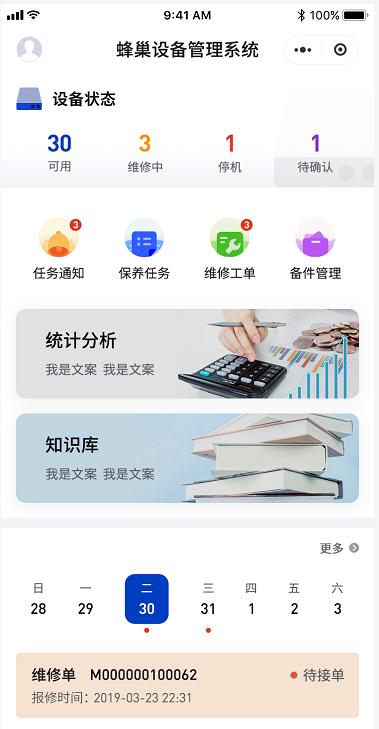 9:41 AM 100%
蜂巢设备管理系统
设备状态
30 3 1 1
可用 维修中 停机 待确认
3 3
任务通知 保养任务 维修工单 备件管理
统计分析
我是文案 我是文案
知识库
我是文案 我是文案
更多
日 一 二 三 四 五 六
28 29 30 31 1 2 3
维修单 M000000100062 待接单
报修时间：2019-03-23 22:31